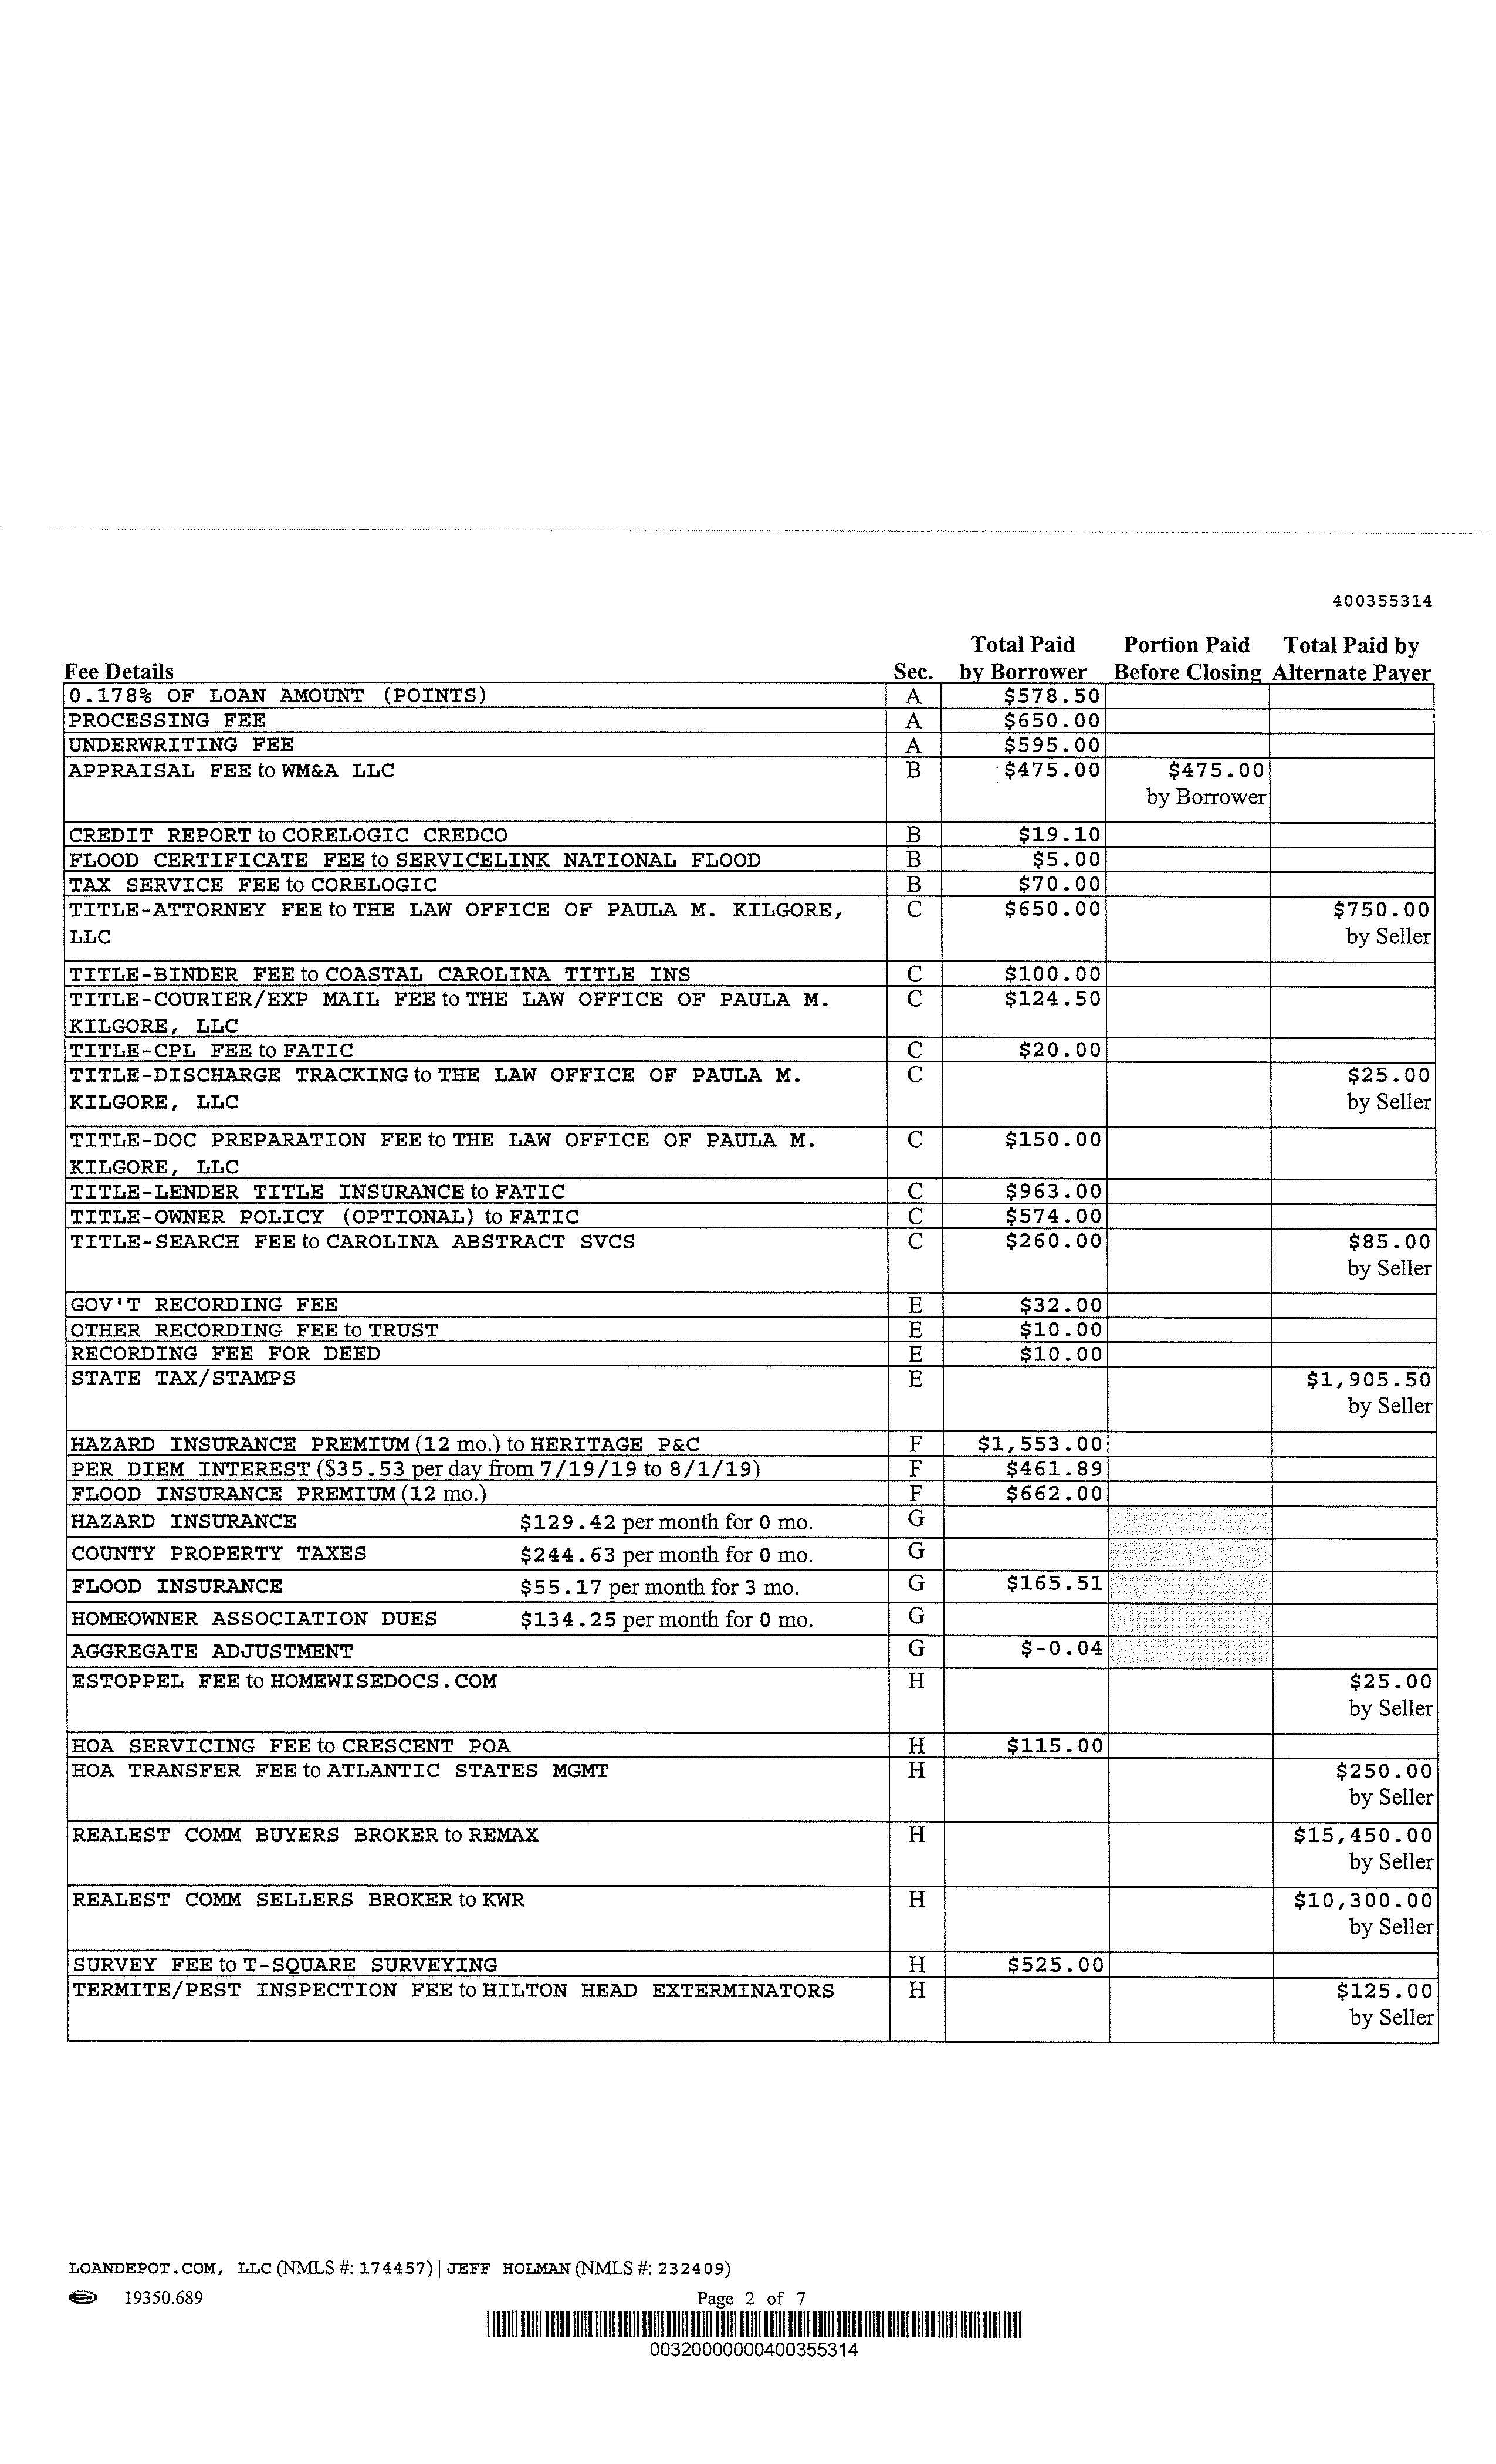 400355314
Total Paid Portion Paid Total Paid by
Fee Details Sec. by Borrower Before Closing Alternate Payer
0.178% OF LOAN AMOUNT (POINTS) A $578.50
PROCESSING FEE A $650.00
UNDERWRITING FEE A $595.00
APPRAISAL FEE to WM&A LLC B $475.00 $475.00
by Borrower
CREDIT REPORT to CORELOGIC CREDCO B $19.10
FLOOD CERTIFICATE FEE to SERVICELINK NATIONAL FLOOD B $5.00
TAX SERVICE FEE to CORELOGIC B $70.00
TITLE-ATTORNEY FEE to THE LAW OFFICE OF PAULA M. KILGORE, C $650.00 $750.00
LLC by Seller
TITLE-BINDER FEE to COASTAL CAROLINA TITLE INS C $100.00
TITLE-COURIER/EXP MAIL FEE to THE LAW OFFICE OF PAULA M. C $124.50
KILGORE, LLC
TITLE-CPL FEE to FATIC C $20.00
TITLE-DISCHARGE TRACKING to THE LAW OFFICE OF PAULA M. C $25.00
KILGORE, LLC by Seller
TITLE-DOC PREPARATION FEE to THE LAW OFFICE OF PAULA M. C $150.00
KILGORE, LLC
TITLE-LENDER TITLE INSURANCE to FATIC C $963.00
TITLE-OWNER POLICY (OPTIONAL) to FATIC C $574.00
TITLE-SEARCH FEE to CAROLINA ABSTRACT SVCS C $260.00 $85.00
by Seller
GOV'T RECORDING FEE E $32.00
OTHER RECORDING FEE to TRUST E $10.00
RECORDING FEE FOR DEED E $10.00
STATE TAX/STAMPS E $1,905.50
by Seller
HAZARD INSURANCE PREMIUM (12 mo.) to HERITAGE P&C F $1,553.00
PER DIEM INTEREST ($35.53 per day from 7/19/19 to 8/1/19) F $461.89
FLOOD INSURANCE PREMIUM (12 mo.) F $662.00
HAZARD INSURANCE $129.42 per month for 0 mo. G
COUNTY PROPERTY TAXES $244.63 per month for 0 mo. G
FLOOD INSURANCE $55.17 per month for 3 mo. G $165.51
HOMEOWNER ASSOCIATION DUES $134.25 per month for 0 mo. G
AGGREGATE ADJUSTMENT G $-0.04
ESTOPPEL FEE to HOMEWISEDOCS.COM H $25.00
by Seller
HOA SERVICING FEE to CRESCENT POA H $115.00
HOA TRANSFER FEE to ATLANTIC STATES MGMT H $250.00
by Seller
REALEST COMM BUYERS BROKER to REMAX H $15,450.00
by Seller
REALEST COMM SELLERS BROKER to KWR H $10,300.00
by Seller
SURVEY FEE to T-SQUARE SURVEYING H $525.00
TERMITE/PEST INSPECTION FEE to HILTON HEAD EXTERMINATORS H $125.00
by Seller
LOANDEPOT.COM, LLC (NMLS #: 174457) | JEFF HOLMAN (NMLS #: 232409)
19350.689 Page 2 of 7
00320000000400355314